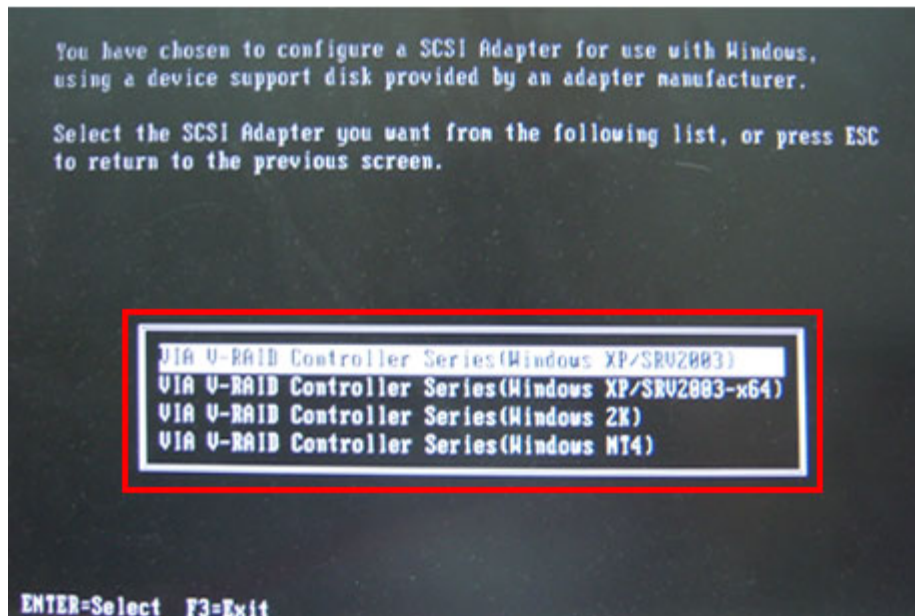 You have chosen to configure a SCSI Adapter for use with Windows,
using a device support disk provided by an adapter manufacturer.
Select the SCSI Adapter you want from the following list, or press ESC
to return to the previous screen.
VIA V-RAID Controller Series(Windows XP/SRV2003)
VIA V-RAID Controller Series(Windows XP/SRV2003-x64)
VIA V-RAID Controller Series(Windows 2K)
VIA V-RAID Controller Series(Windows NT4)
ENTER=Select F3=Exit